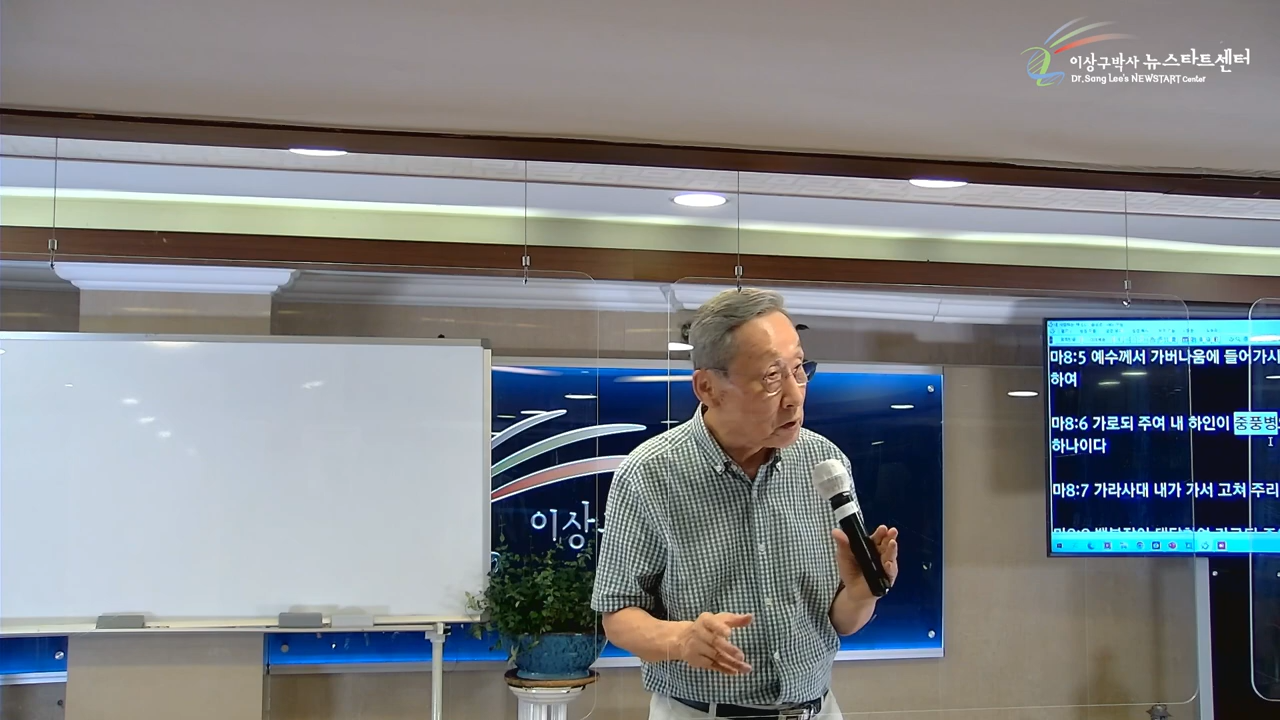 이상구박사 뉴스타트센터
Dr. Sang Lee's NEWSTART Center
이상
마8:5 예수께서 가버나움에 들어가시
하여
마8:6 가로되 주여 내 하인이 중풍병
하나이다
마8:7 가라사대 내가 가서 고쳐 주리